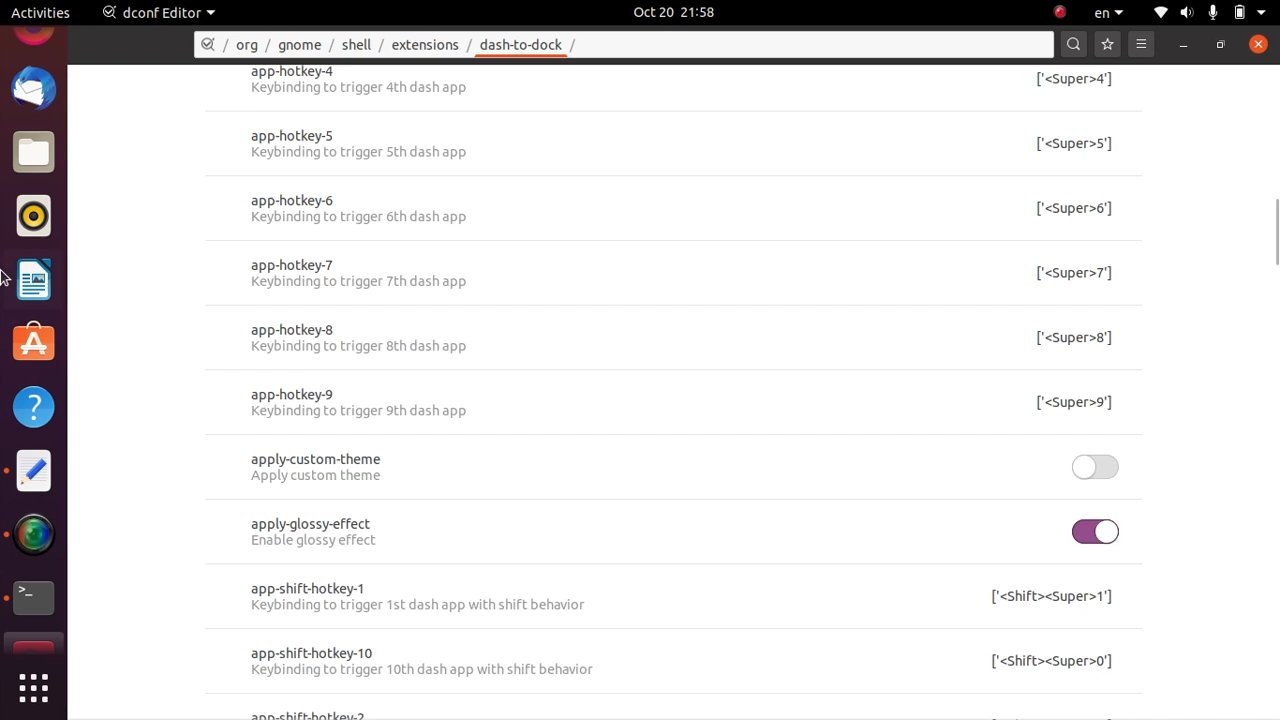 Activities
dconf Editor
Oct 20 21:58
en
/ org / gnome / shell / extensions / dash-to-dock /
app-hotkey-4
Keybinding to trigger 4th dash app
['<Super>4']
app-hotkey-5
Keybinding to trigger 5th dash app
['<Super>5']
app-hotkey-6
Keybinding to trigger 6th dash app
['<Super>6']
app-hotkey-7
Keybinding to trigger 7th dash app
['<Super>7']
app-hotkey-8
Keybinding to trigger 8th dash app
['<Super>8']
app-hotkey-9
Keybinding to trigger 9th dash app
['<Super>9']
apply-custom-theme
Apply custom theme
apply-glossy-effect
Enable glossy effect
app-shift-hotkey-1
Keybinding to trigger 1st dash app with shift behavior
['<Shift><Super>1']
app-shift-hotkey-10
Keybinding to trigger 10th dash app with shift behavior
['<Shift><Super>0']
app-shift-hotkey-2